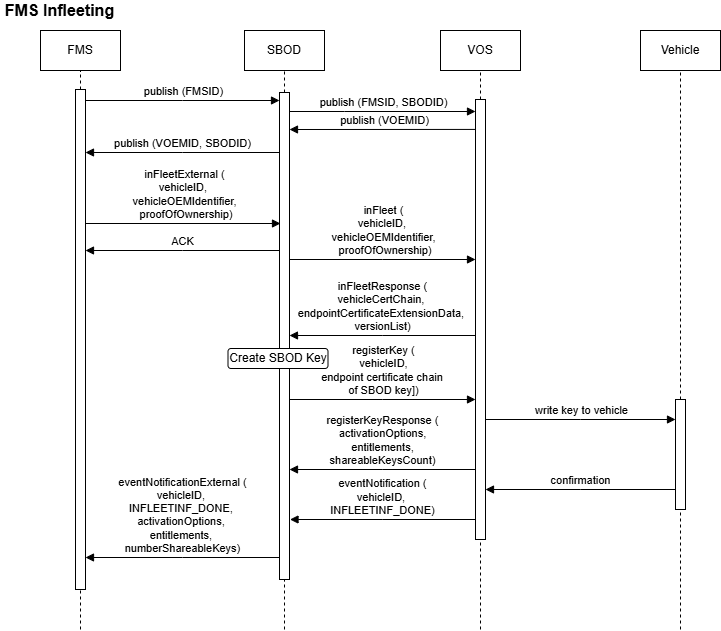 FMS Infleeting
FMS
SBOD
VOS
Vehicle
publish (FMSID)
publish (FMSID, SBODID)
publish (VOEMID)
publish (VOEMID, SBODID)
inFleetExternal (
vehicleID,
vehicleOEMIdentifier,
proofOfOwnership)
inFleet (
vehicleID,
vehicleOEMIdentifier,
proofOfOwnership)
ACK
inFleetResponse (
vehicleCertChain,
endpointCertificateExtensionData,
versionList)
Create SBOD Key
registerKey (
vehicleID,
endpoint certificate chain
of SBOD key])
write key to vehicle
registerKeyResponse (
activationOptions,
entitlements,
shareableKeysCount)
confirmation
eventNotification (
vehicleID,
INFLEETINF_DONE)
eventNotificationExternal (
vehicleID,
INFLEETINF_DONE,
activationOptions,
entitlements,
numberShareableKeys)